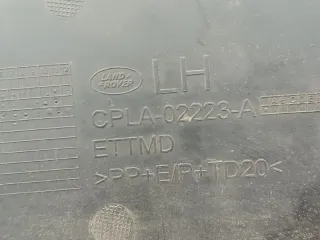 LAND
ROVER
LH
CPLA-02223-A
ETTMD
>PP+E/P+TD20<